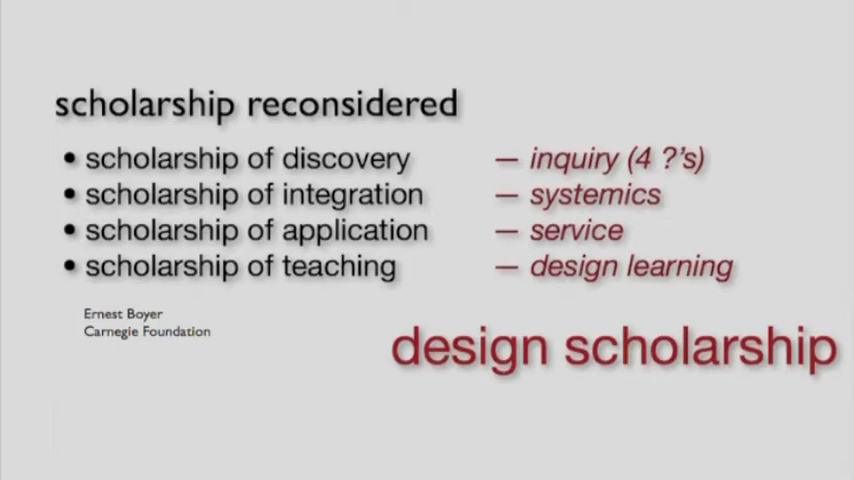 scholarship reconsidered
• scholarship of discovery — inquiry (4 ?'s)
• scholarship of integration — systemics
• scholarship of application — service
• scholarship of teaching — design learning
Ernest Boyer
Carnegie Foundation
design scholarship